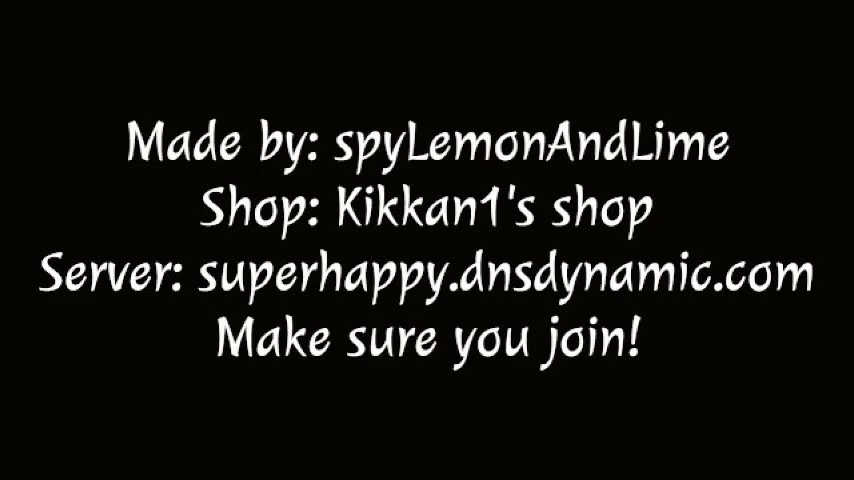 Made by: spyLemonAndLime
Shop: Kikkan1's shop
Server: superhappy.dnsdynamic.com
Make sure you join!